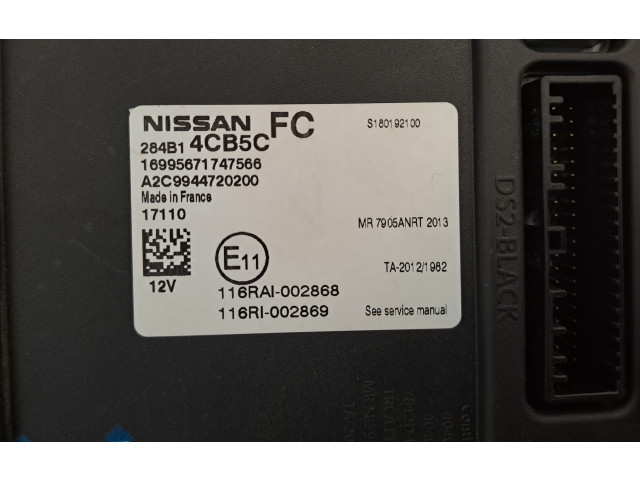 NISSAN FC
S180192100
284B1 4CB5C
16995671747566
A2C9944720200
Made in France
17110
MR 7905ANRT 2013
E11
TA-2012/1982
12V
116RAI-002868
116RI-002869
See service manual
DS2-BLACK